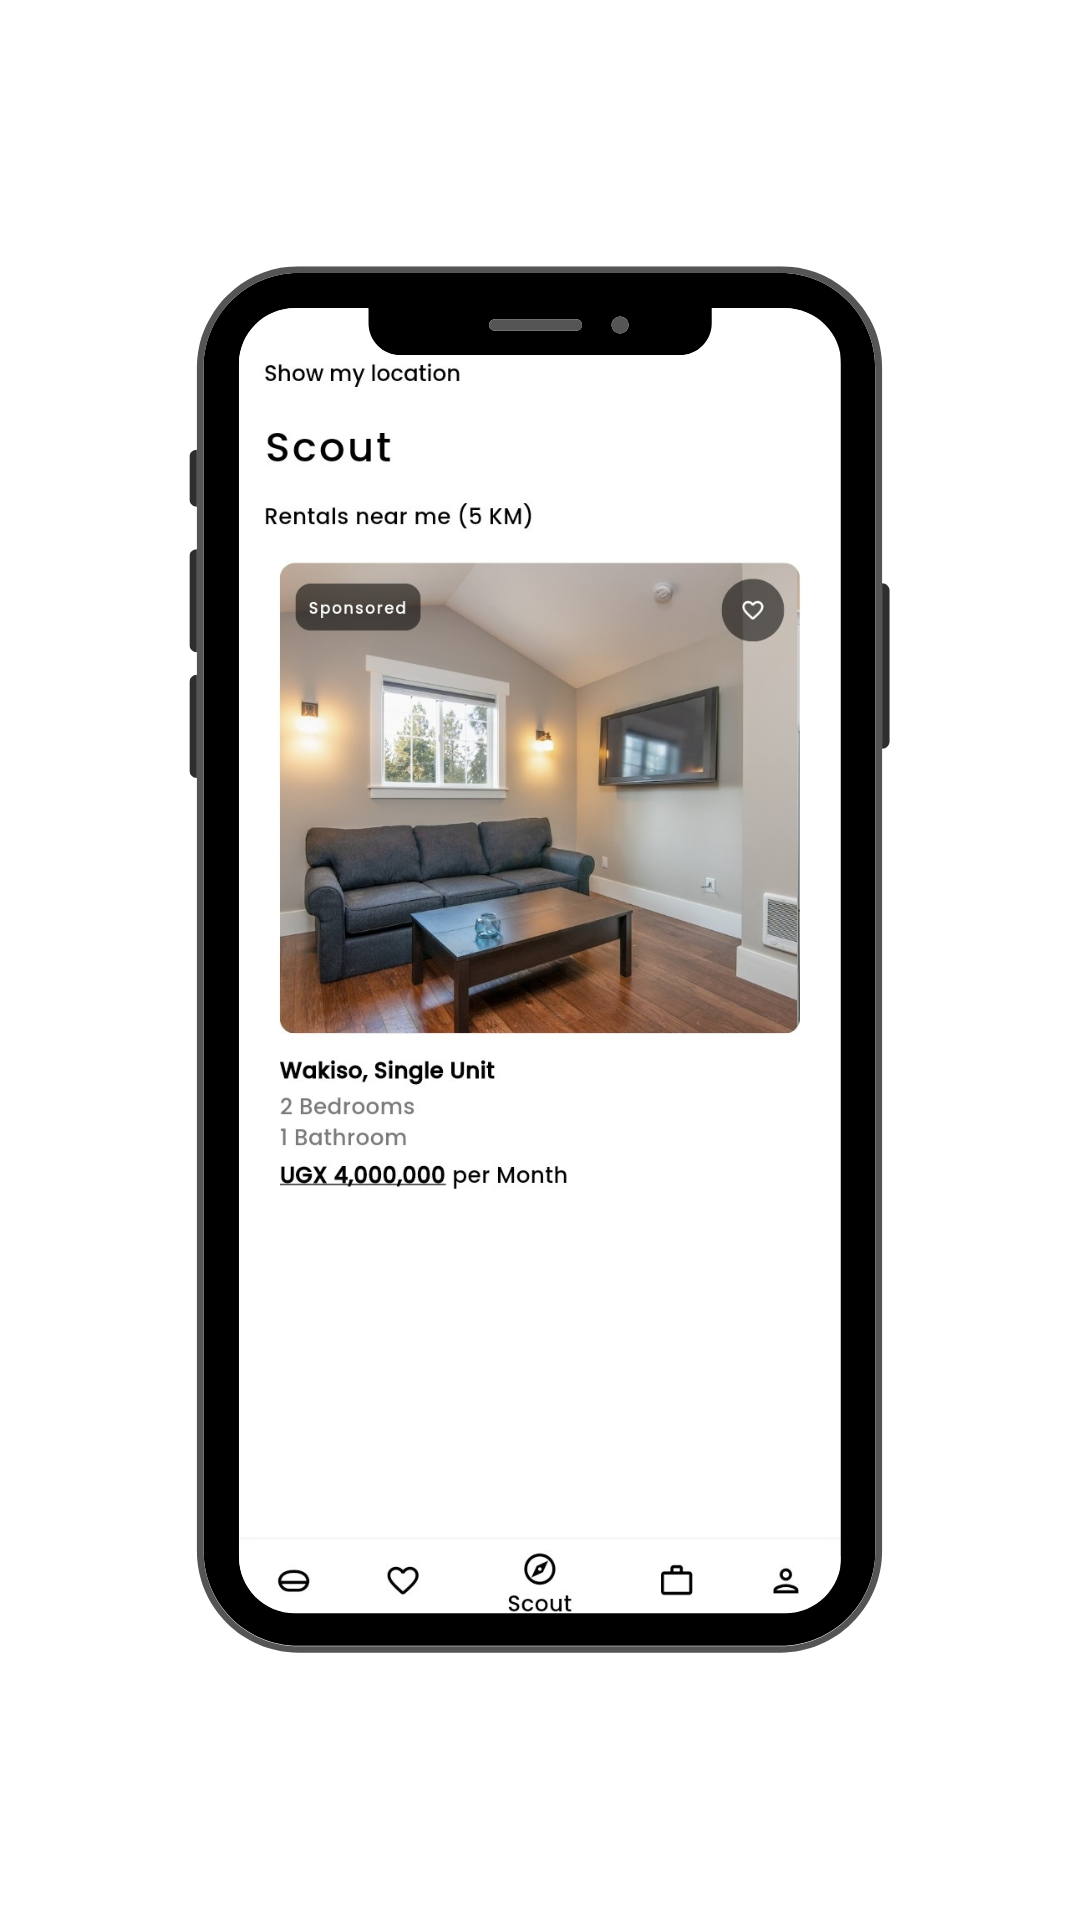 Show my location
Scout
Rentals near me (5 KM)
Sponsored
Wakiso, Single Unit
2 Bedrooms
1 Bathroom
UGX 4,000,000 per Month
Scout